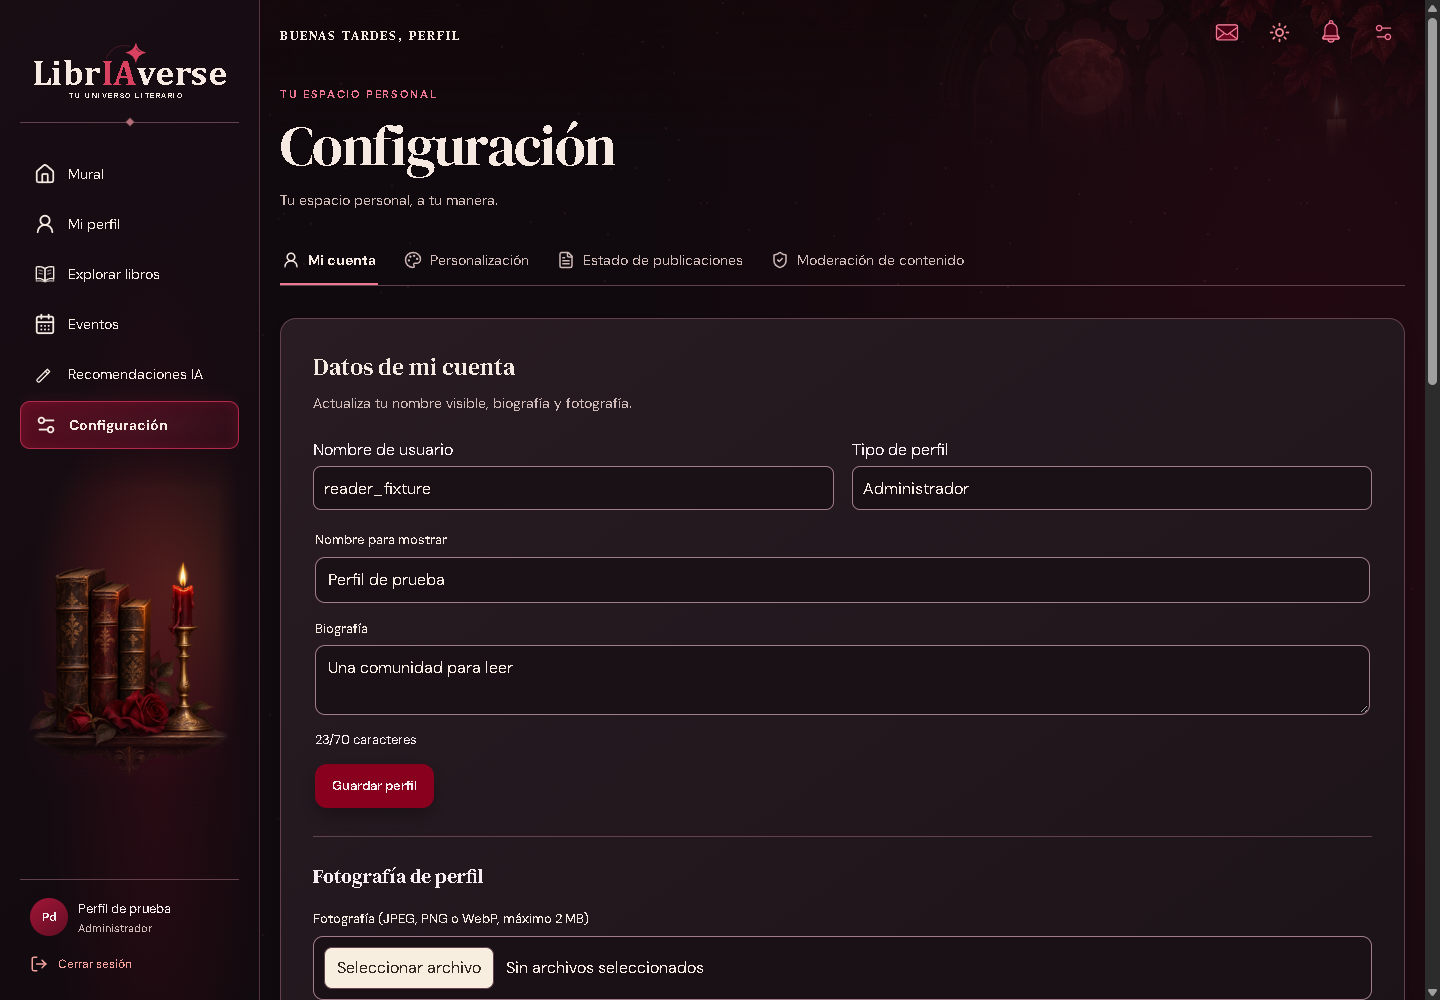 LibrIAverse
TU UNIVERSO LITERARIO
Mural
Mi perfil
Explorar libros
Eventos
Recomendaciones IA
Configuración
Pd
Perfil de prueba
Administrador
Cerrar sesión
BUENAS TARDES, PERFIL
TU ESPACIO PERSONAL
Configuración
Tu espacio personal, a tu manera.
Mi cuenta Personalización Estado de publicaciones Moderación de contenido
Datos de mi cuenta
Actualiza tu nombre visible, biografía y fotografía.
Nombre de usuario Tipo de perfil
reader_fixture Administrador
Nombre para mostrar
Perfil de prueba
Biografía
Una comunidad para leer
23/70 caracteres
Guardar perfil
Fotografía de perfil
Fotografía (JPEG, PNG o WebP, máximo 2 MB)
Seleccionar archivo Sin archivos seleccionados